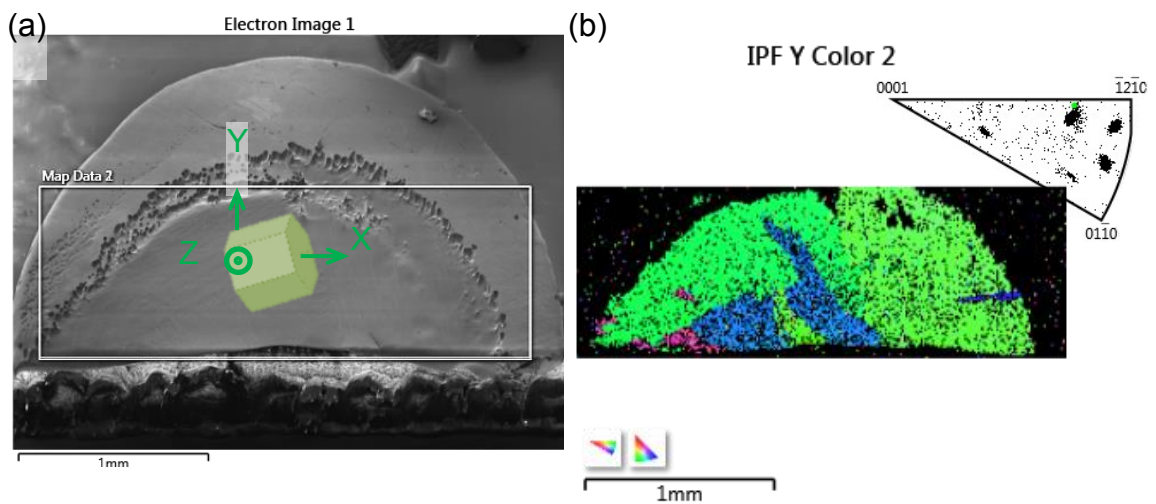 (a)
Electron Image 1
Y
Map Data 2
Z
X
1mm
(b)
IPF Y Color 2
0001
1̅21̅0
011̅0
1mm